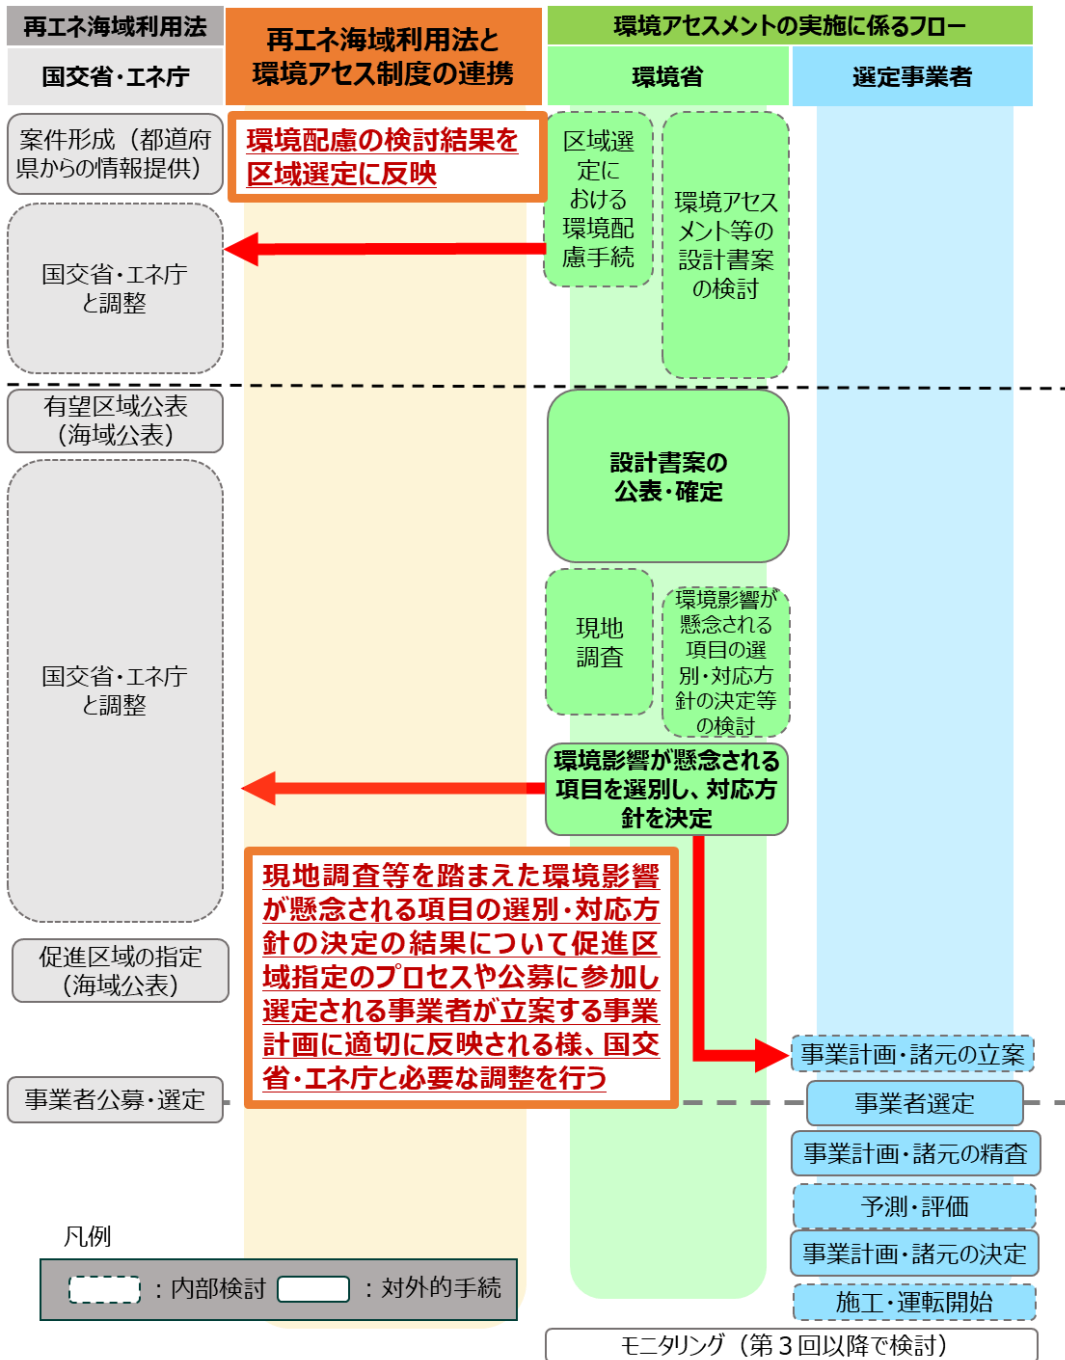 再エネ海域利用法
国交省・エネ庁
再エネ海域利用法と
環境アセス制度の連携
環境アセスメントの実施に係るフロー
環境省
選定事業者
案件形成（都道府
県からの情報提供）
環境配慮の検討結果を
区域選定に反映
区域選
定に
おける
環境配
慮手続
環境アセス
メント等の
設計書案
の検討
国交省・エネ庁
と調整
有望区域公表
（海域公表）
設計書案の
公表・確定
国交省・エネ庁
と調整
現地
調査
環境影響が
懸念される
項目の選
別・対応方
針の決定等
の検討
環境影響が懸念される
項目を選別し、対応方
針を決定
現地調査等を踏まえた環境影響
が懸念される項目の選別・対応方
針の決定の結果について促進区
域指定のプロセスや公募に参加し
選定される事業者が立案する事業
計画に適切に反映される様、国交
省・エネ庁と必要な調整を行う
促進区域の指定
（海域公表）
事業者公募・選定
事業計画・諸元の立案
事業者選定
事業計画・諸元の精査
予測・評価
事業計画・諸元の決定
施工・運転開始
モニタリング（第３回以降で検討）
凡例
：内部検討
：対外的手続